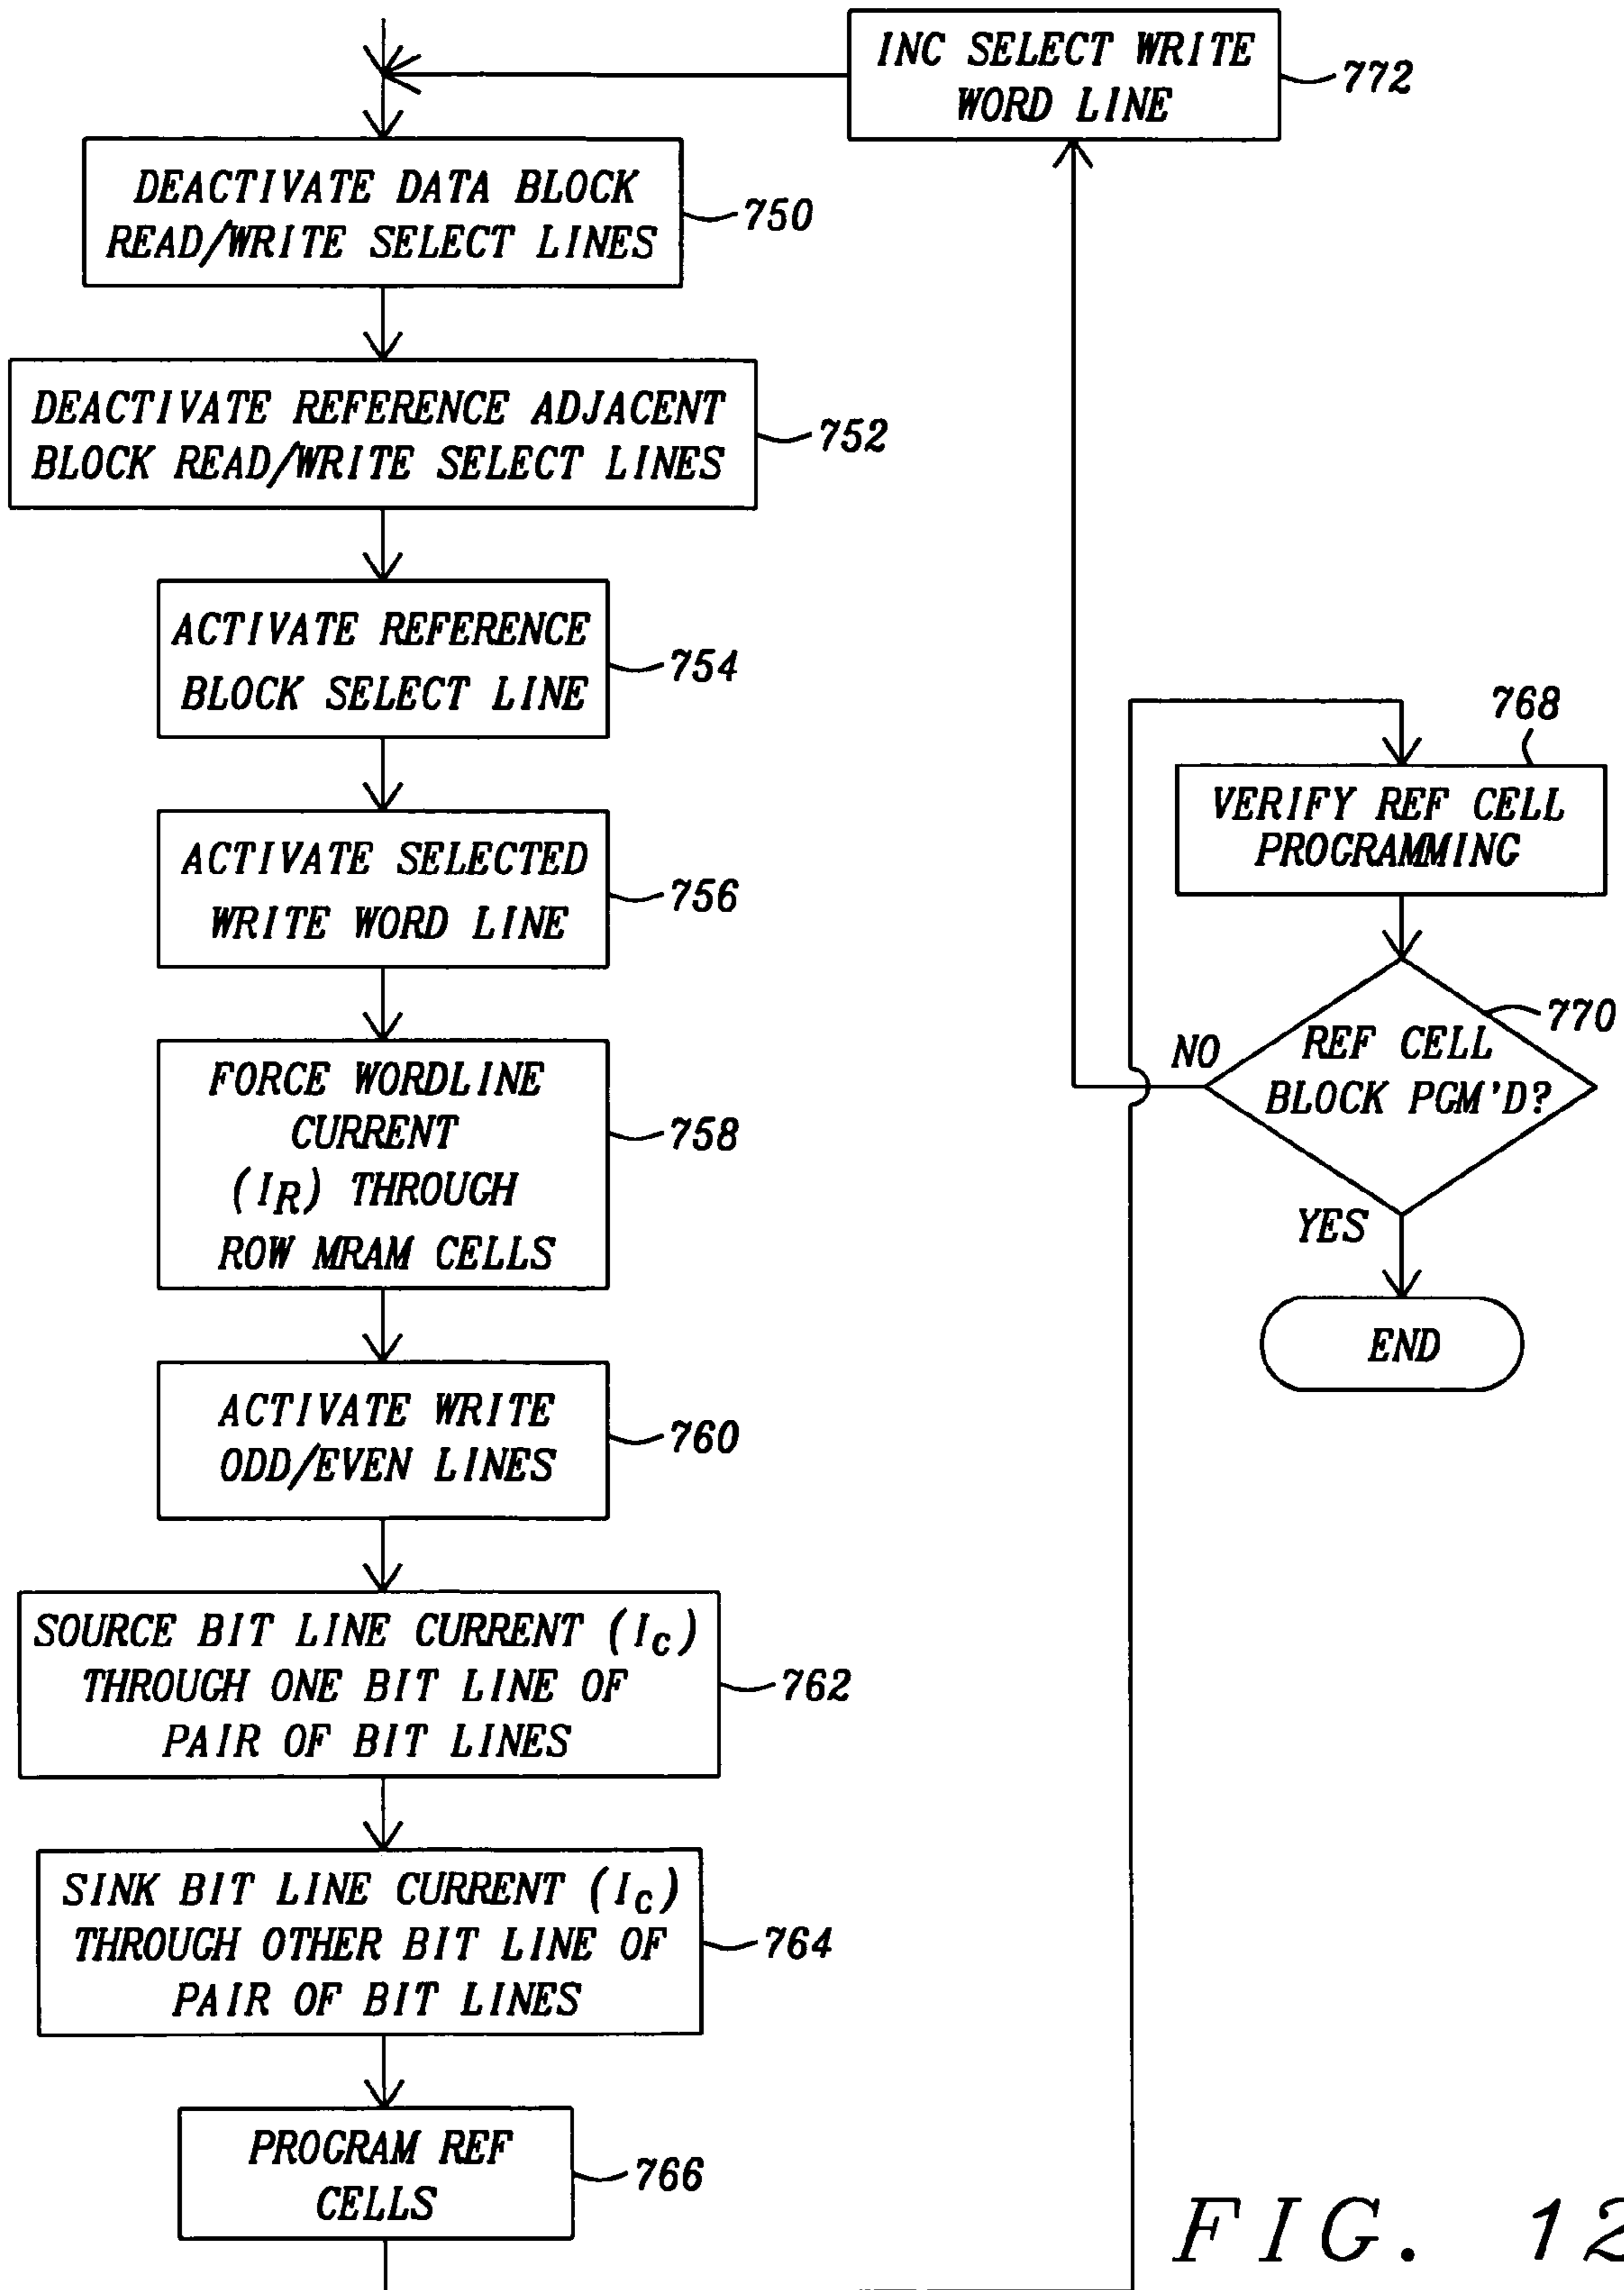 INC SELECT WRITE
WORD LINE
772
DEACTIVATE DATA BLOCK
READ/WRITE SELECT LINES
750
DEACTIVATE REFERENCE ADJACENT
BLOCK READ/WRITE SELECT LINES
752
ACTIVATE REFERENCE
BLOCK SELECT LINE
754
ACTIVATE SELECTED
WRITE WORD LINE
756
FORCE WORDLINE
CURRENT
(IR) THROUGH
ROW MRAM CELLS
758
ACTIVATE WRITE
ODD/EVEN LINES
760
SOURCE BIT LINE CURRENT (IC)
THROUGH ONE BIT LINE OF
PAIR OF BIT LINES
762
SINK BIT LINE CURRENT (IC)
THROUGH OTHER BIT LINE OF
PAIR OF BIT LINES
764
PROGRAM REF
CELLS
766
768
VERIFY REF CELL
PROGRAMMING
REF CELL
BLOCK PGM'D?
770
NO
YES
END
FIG. 12